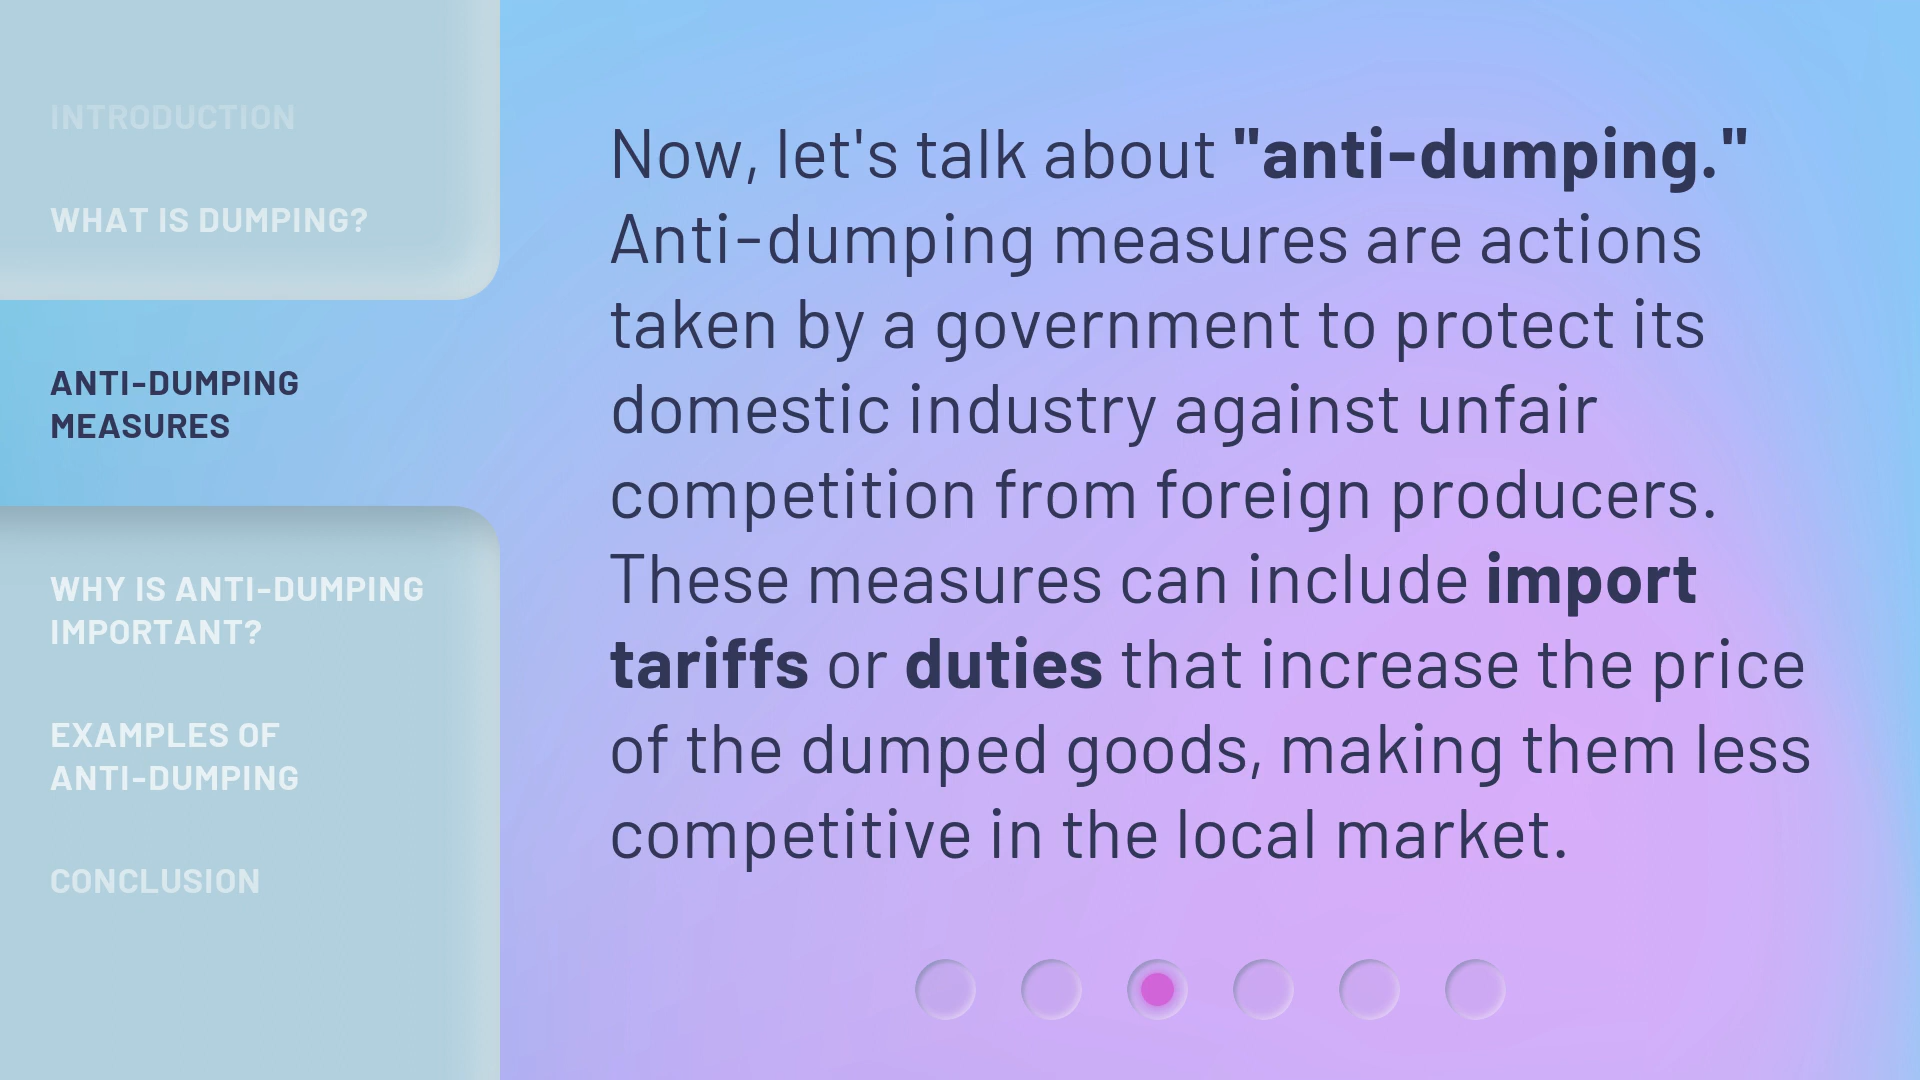 INTRODUCTION
WHAT IS DUMPING?
ANTI-DUMPING
MEASURES
WHY IS ANTI-DUMPING
IMPORTANT?
EXAMPLES OF
ANTI-DUMPING
CONCLUSION
Now, let's talk about "anti-dumping."
Anti-dumping measures are actions
taken by a government to protect its
domestic industry against unfair
competition from foreign producers.
These measures can include import
tariffs or duties that increase the price
of the dumped goods, making them less
competitive in the local market.